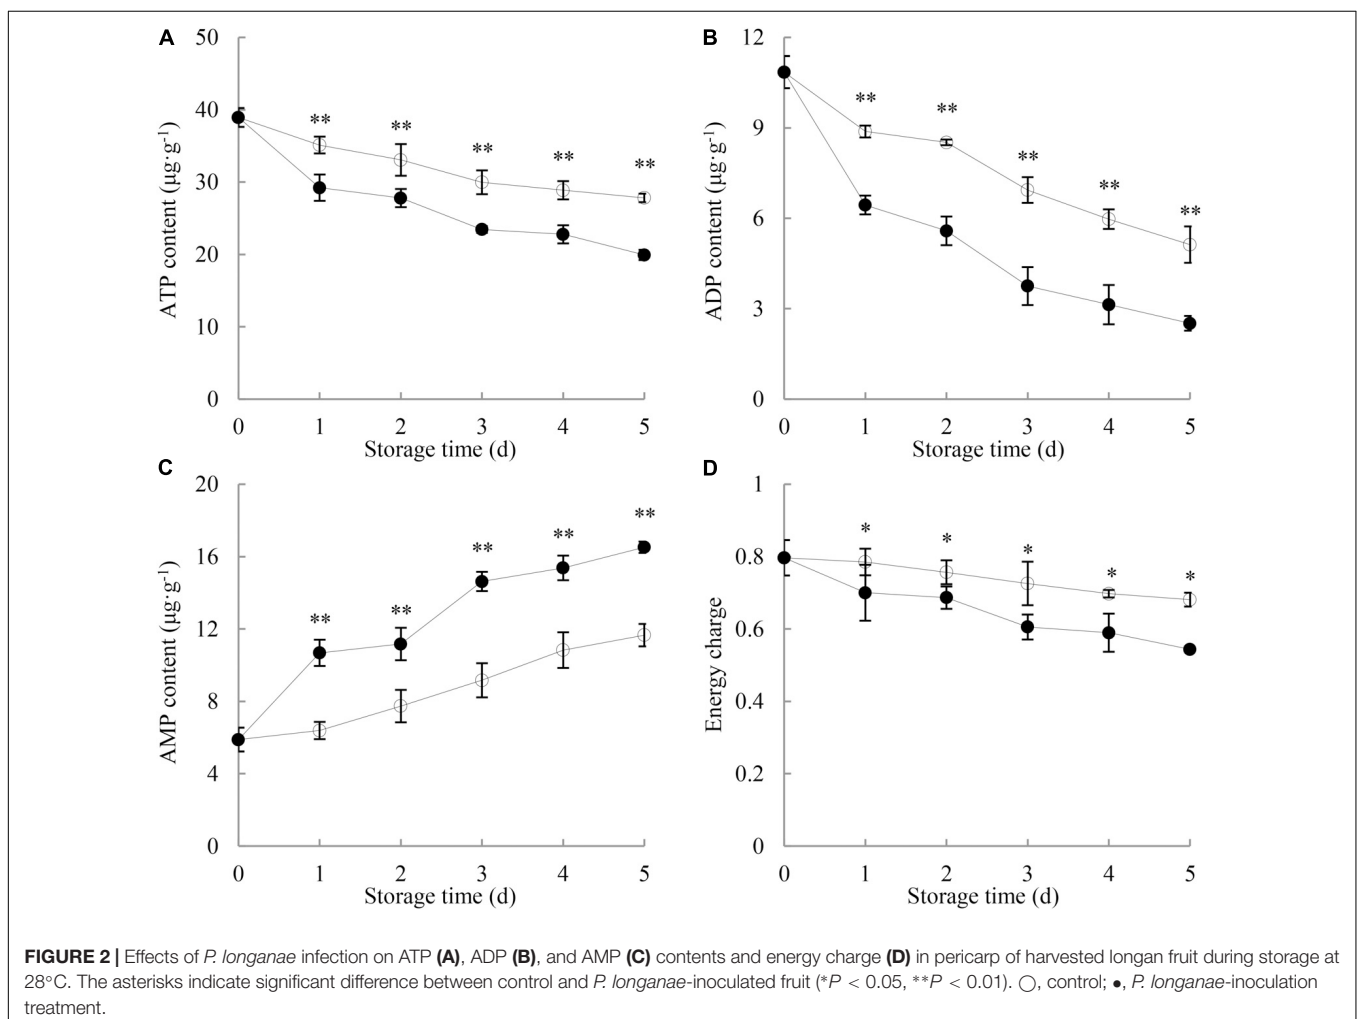 A
50
40
30
20
10
0
ATP content (µg·g⁻¹)
** ** ** ** **
0 1 2 3 4 5
Storage time (d)
B
12
9
6
3
0
ADP content (µg·g⁻¹)
** ** ** ** **
0 1 2 3 4 5
Storage time (d)
C
20
16
12
8
4
0
AMP content (µg·g⁻¹)
** ** ** ** **
0 1 2 3 4 5
Storage time (d)
D
1
0.8
0.6
0.4
0.2
0
Energy charge
* * * * *
0 1 2 3 4 5
Storage time (d)
FIGURE 2 | Effects of P. longanae infection on ATP (A), ADP (B), and AMP (C) contents and energy charge (D) in pericarp of harvested longan fruit during storage at
28°C. The asterisks indicate significant difference between control and P. longanae-inoculated fruit (*P < 0.05, **P < 0.01). ○, control; ●, P. longanae-inoculation
treatment.